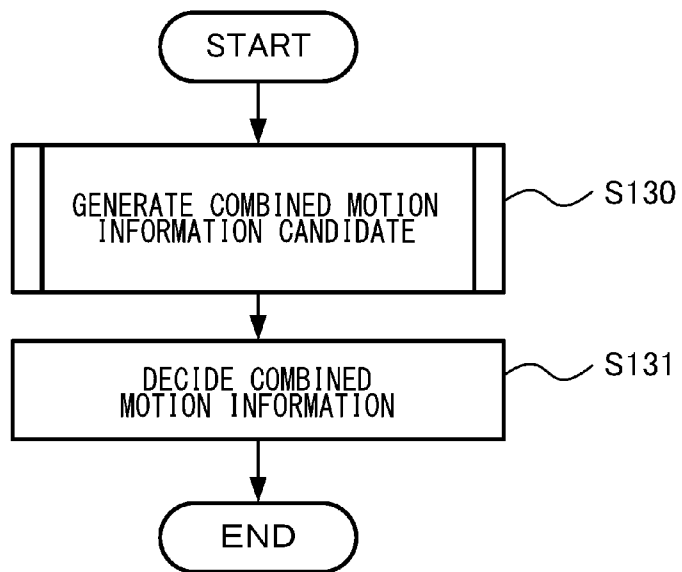 START
GENERATE COMBINED MOTION
INFORMATION CANDIDATE
S130
DECIDE COMBINED
MOTION INFORMATION
S131
END